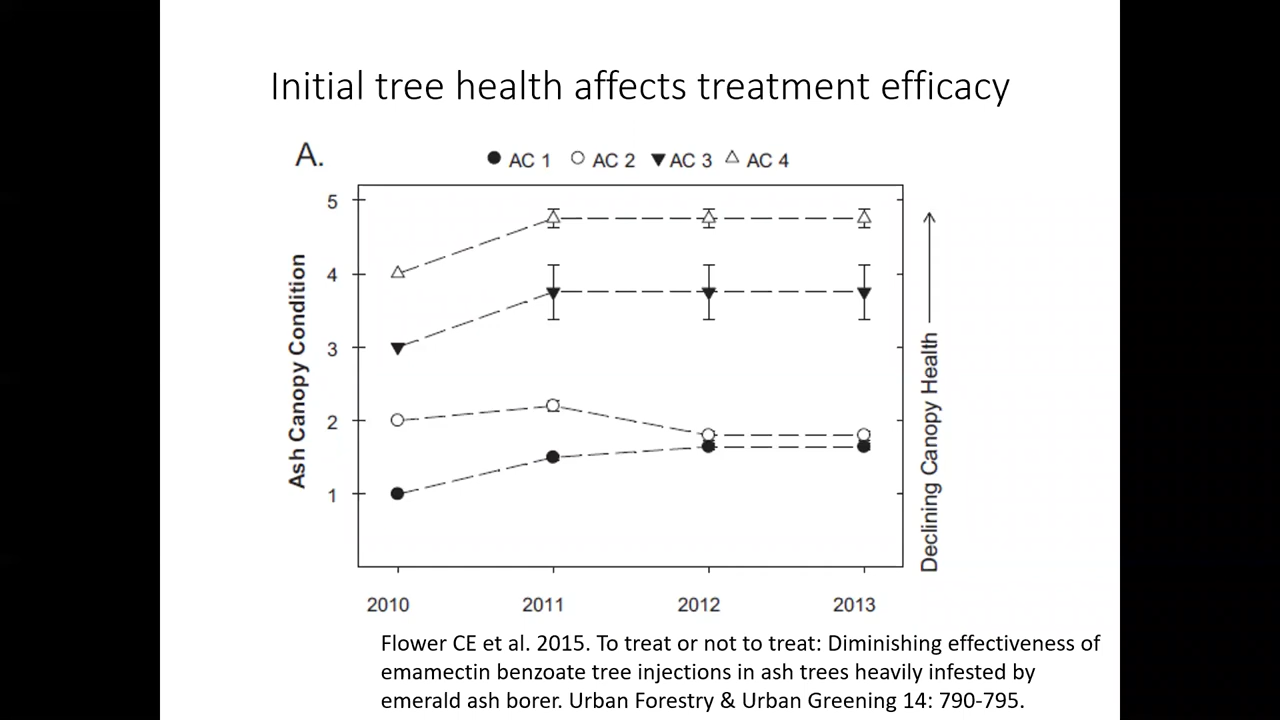 Initial tree health affects treatment efficacy
A.
AC 1 AC 2 AC 3 AC 4
5
4
3
2
1
Ash Canopy Condition
Declining Canopy Health
2010 2011 2012 2013
Flower CE et al. 2015. To treat or not to treat: Diminishing effectiveness of
emamectin benzoate tree injections in ash trees heavily infested by
emerald ash borer. Urban Forestry & Urban Greening 14: 790-795.